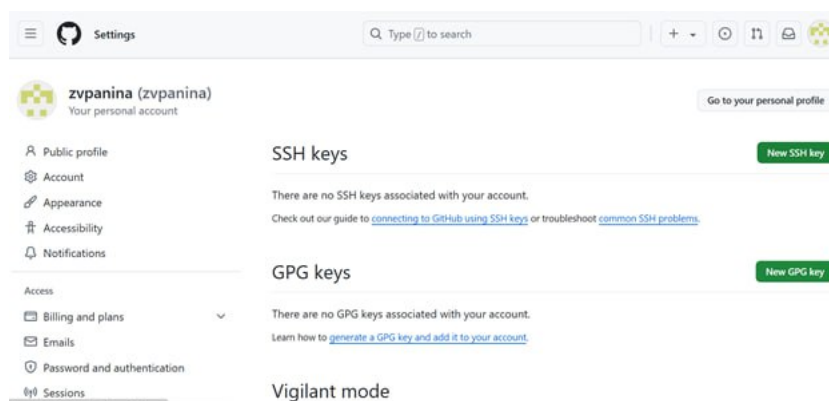 Settings
Type / to search
zvpanina (zvpanina)
Your personal account
Go to your personal profile
Public profile
Account
Appearance
Accessibility
Notifications
Access
Billing and plans
Emails
Password and authentication
Sessions
SSH keys
New SSH key
There are no SSH keys associated with your account.
Check out our guide to connecting to GitHub using SSH keys or troubleshoot common SSH problems.
GPG keys
New GPG key
There are no GPG keys associated with your account.
Learn how to generate a GPG key and add it to your account.
Vigilant mode